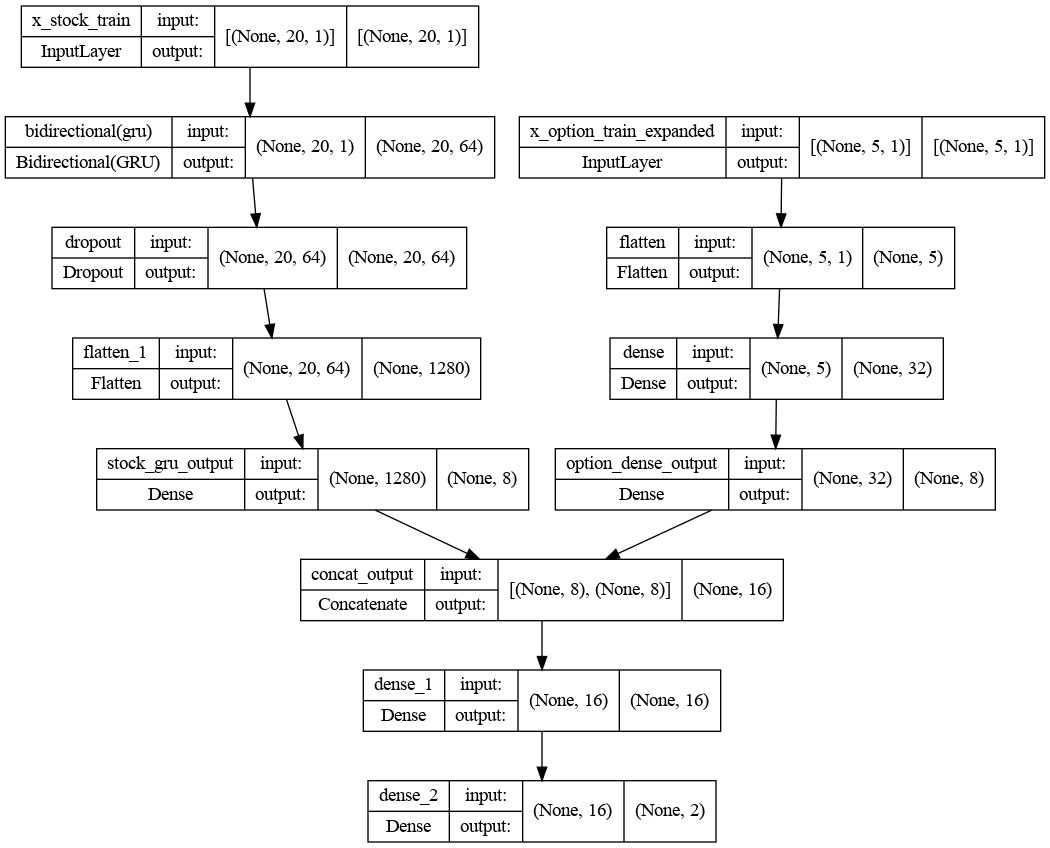 x_stock_train input: [(None, 20, 1)] [(None, 20, 1)]
InputLayer output:
bidirectional(gru) input: (None, 20, 1) (None, 20, 64)
Bidirectional(GRU) output:
x_option_train_expanded input: [(None, 5, 1)] [(None, 5, 1)]
InputLayer output:
dropout input: (None, 20, 64) (None, 20, 64)
Dropout output:
flatten input: (None, 5, 1) (None, 5)
Flatten output:
flatten_1 input: (None, 20, 64) (None, 1280)
Flatten output:
dense input: (None, 5) (None, 32)
Dense output:
stock_gru_output input: (None, 1280) (None, 8)
Dense output:
option_dense_output input: (None, 32) (None, 8)
Dense output:
concat_output input: [(None, 8), (None, 8)] (None, 16)
Concatenate output:
dense_1 input: (None, 16) (None, 16)
Dense output:
dense_2 input: (None, 16) (None, 2)
Dense output: